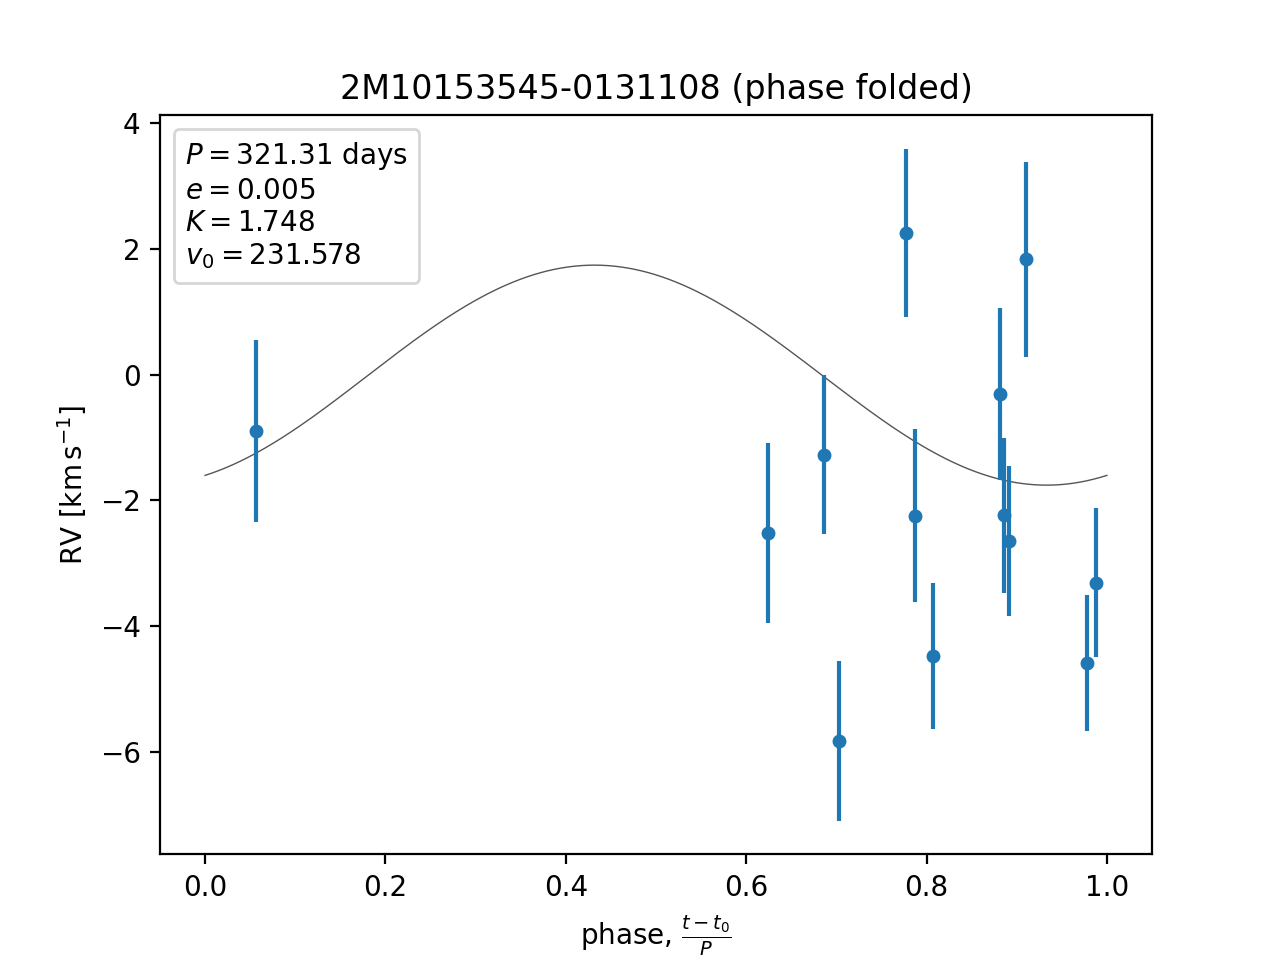 2M10153545-0131108 (phase folded)
P = 321.31 days
e = 0.005
K = 1.748
v₀ = 231.578
4
2
0
−2
−4
−6
RV [km s⁻¹]
0.0 0.2 0.4 0.6 0.8 1.0
phase, (t − t₀)/P